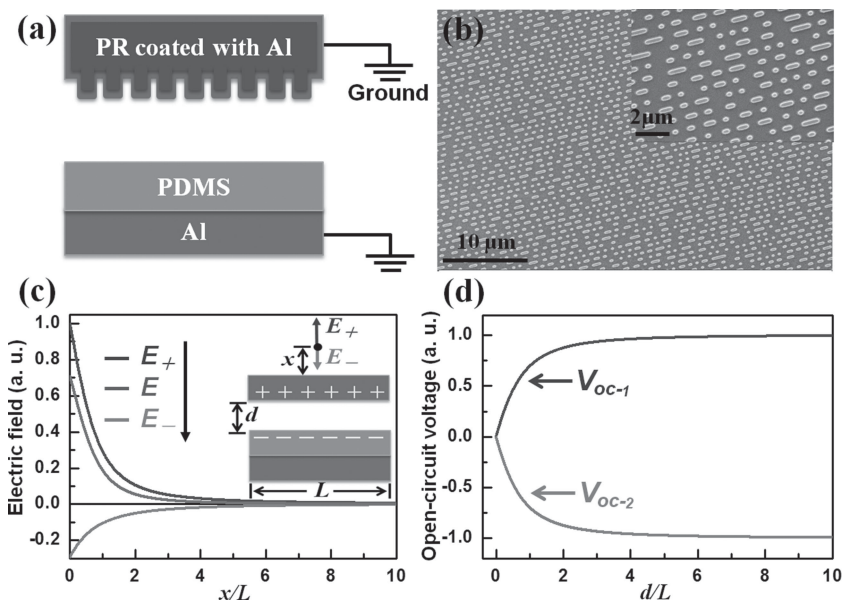 (a)
PR coated with Al
Ground
PDMS
Al
(b)
2μm
10 μm
(c)
Electric field (a. u.)
1.0
0.8
0.6
0.4
0.2
0.0
-0.2
E+
E
E−
E+
x
E−
+ + + + + +
d
− − − − − − −
L
0 2 4 6 8 10
x/L
(d)
Open-circuit voltage (a. u.)
1.0
0.5
0.0
-0.5
-1.0
Voc-1
Voc-2
0 2 4 6 8 10
d/L